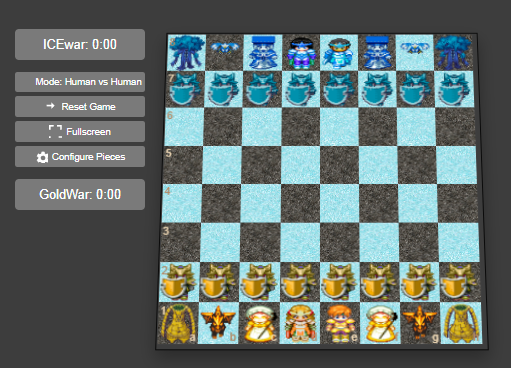 ICEwar: 0:00
Mode: Human vs Human
Reset Game
Fullscreen
Configure Pieces
GoldWar: 0:00
7
6
5
4
3
2
1
a
b
c
e
g